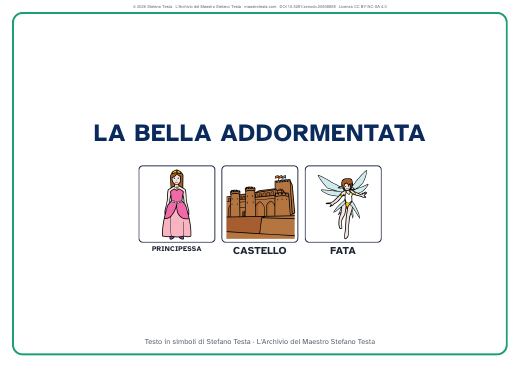 LA BELLA ADDORMENTATA
PRINCIPESSA
CASTELLO
FATA
Testo in simboli di Stefano Testa - L'Archivio del Maestro Stefano Testa